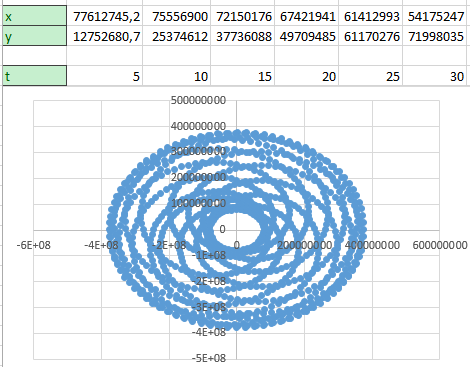 x 77612745,2 75556900 72150176 67421941 61412993 54175247
y 12752680,7 25374612 37736088 49709485 61170276 71998035
t 5 10 15 20 25 30
500000000
400000000
300000000
200000000
100000000
0
-6E+08 -4E+08 -2E+08 0 200000000 400000000 600000000
-1E+08
-2E+08
-3E+08
-4E+08
-5E+08